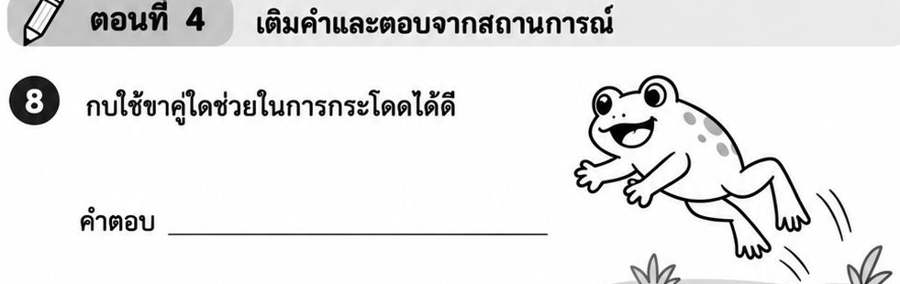 ตอนที่ 4 เติมคำและตอบจากสถานการณ์
8 กบใช้ขาคู่ใดช่วยในการกระโดดได้ดี
คำตอบ